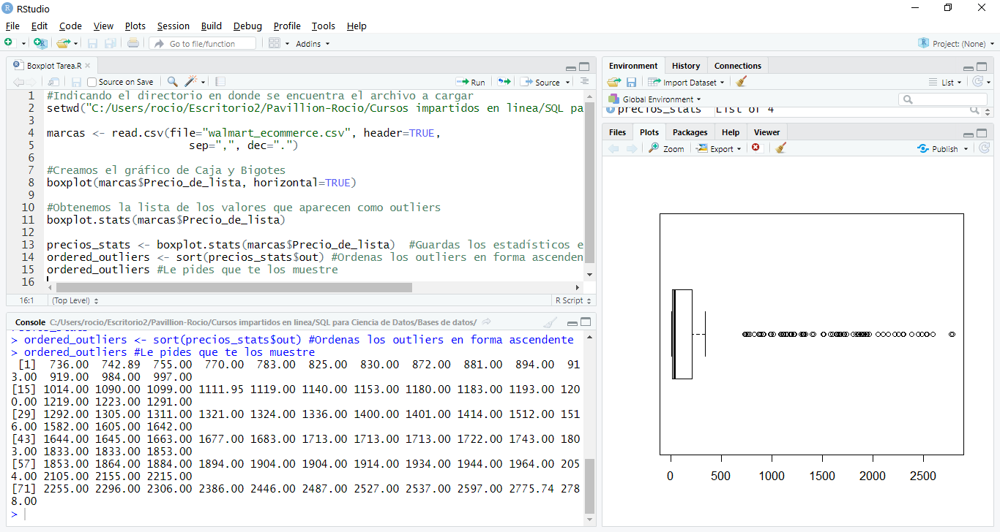 RStudio
File Edit Code View Plots Session Build Debug Profile Tools Help
Go to file/function Addins Project: (None)
Boxplot Tarea.R
Source on Save Run Source
1 #Indicando el directorio en donde se encuentra el archivo a cargar
2 setwd("C:/Users/rocio/Escritorio2/Pavillion-Rocio/Cursos impartidos en linea/SQL pa
3
4 marcas <- read.csv(file="walmart_ecommerce.csv", header=TRUE,
5 sep=",", dec=".")
6
7 #Creamos el gráfico de Caja y Bigotes
8 boxplot(marcas$Precio_de_lista, horizontal=TRUE)
9
10 #Obtenemos la lista de los valores que aparecen como outliers
11 boxplot.stats(marcas$Precio_de_lista)
12
13 precios_stats <- boxplot.stats(marcas$Precio_de_lista) #Guardas los estadísticos e
14 ordered_outliers <- sort(precios_stats$out) #Ordenas los outliers en forma ascenden
15 ordered_outliers #Le pides que te los muestre
16
16:1 (Top Level) R Script
Console C:/Users/rocio/Escritorio2/Pavillion-Rocio/Cursos impartidos en linea/SQL para Ciencia de Datos/Bases de datos/
> ordered_outliers <- sort(precios_stats$out) #Ordenas los outliers en forma ascendente
> ordered_outliers #Le pides que te los muestre
[1] 736.00 742.89 755.00 770.00 783.00 825.00 830.00 872.00 881.00 894.00 91
3.00 919.00 984.00 997.00
[15] 1014.00 1090.00 1099.00 1111.95 1119.00 1140.00 1153.00 1180.00 1183.00 1193.00 120
0.00 1219.00 1223.00 1291.00
[29] 1292.00 1305.00 1311.00 1321.00 1324.00 1336.00 1400.00 1401.00 1414.00 1512.00 151
6.00 1582.00 1605.00 1642.00
[43] 1644.00 1645.00 1663.00 1677.00 1683.00 1713.00 1713.00 1713.00 1722.00 1743.00 180
3.00 1833.00 1833.00 1853.00
[57] 1853.00 1864.00 1884.00 1894.00 1904.00 1904.00 1914.00 1934.00 1944.00 1964.00 205
4.00 2105.00 2155.00 2215.00
[71] 2255.00 2296.00 2306.00 2386.00 2446.00 2487.00 2527.00 2537.00 2597.00 2775.74 278
8.00
>
Environment History Connections
Import Dataset List
Global Environment
precios_stats List of 4
Files Plots Packages Help Viewer
Zoom Export Publish
0 500 1000 1500 2000 2500